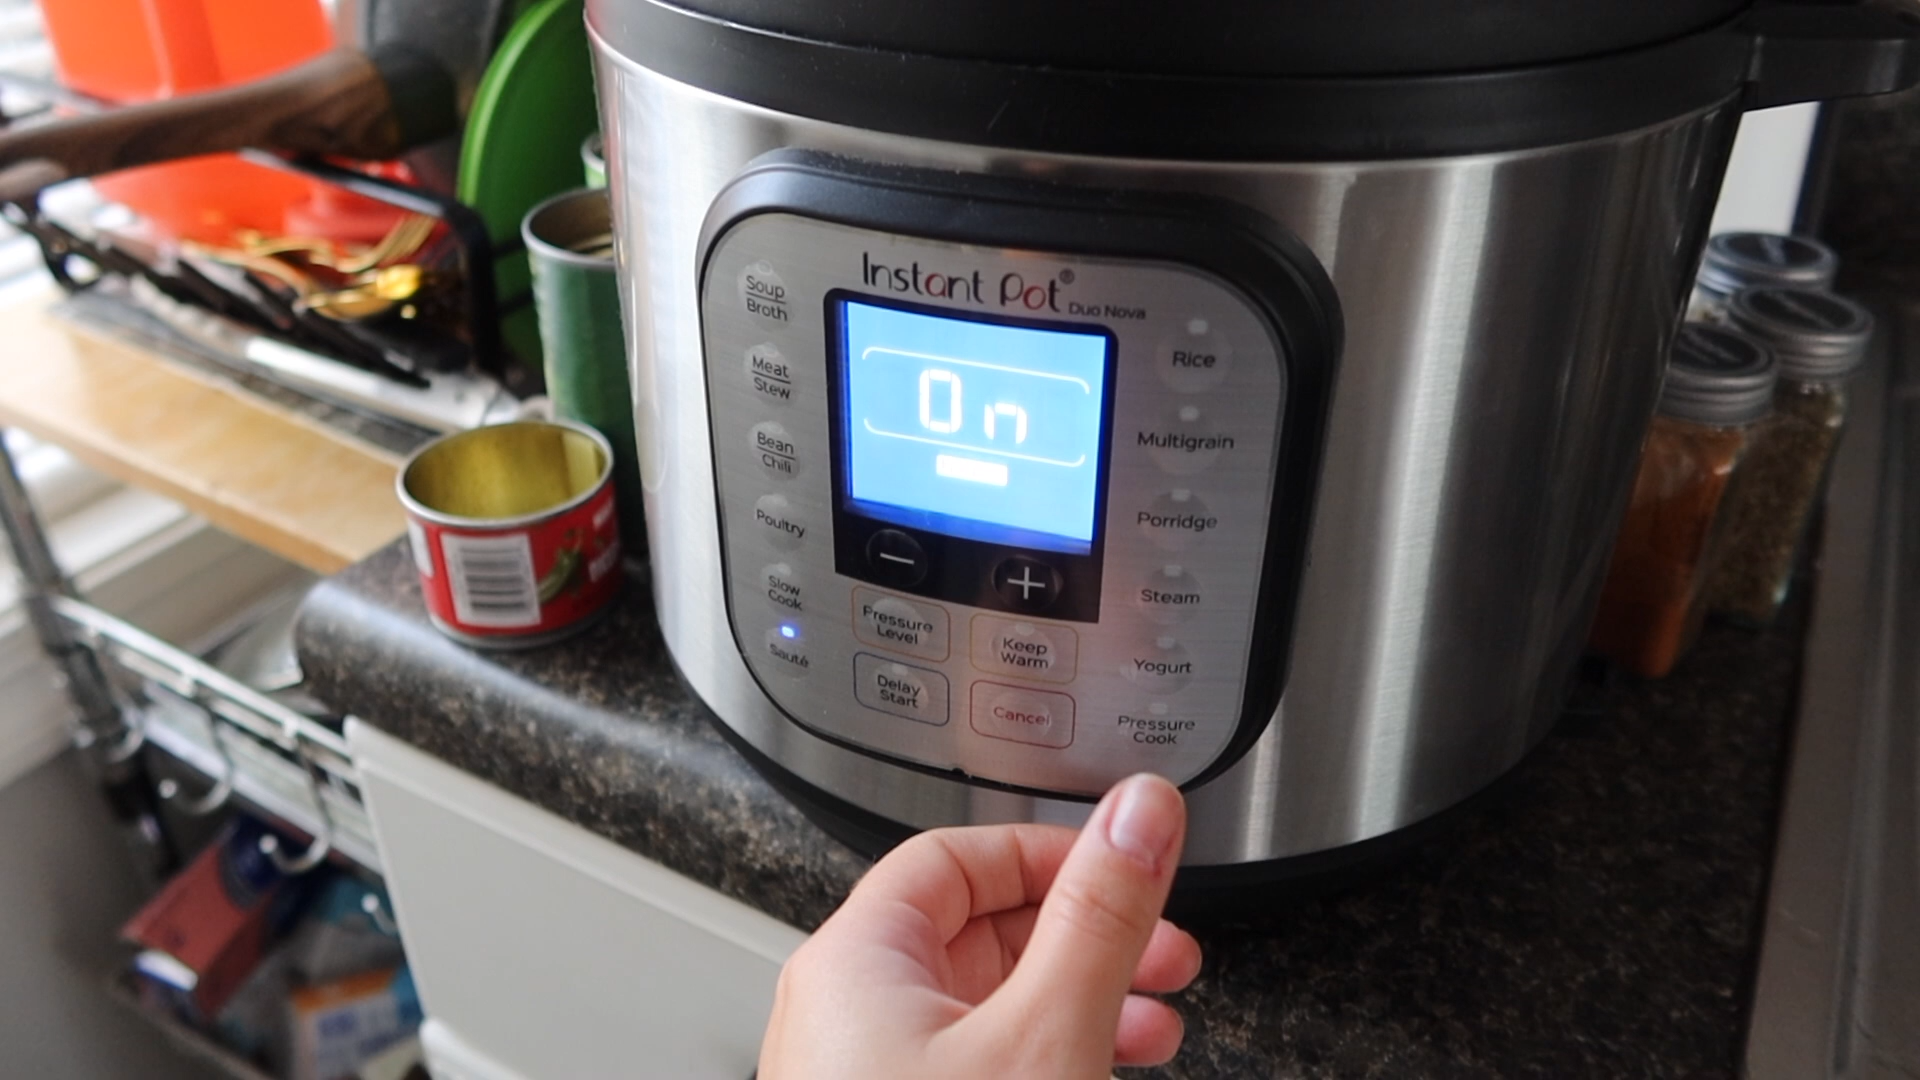 Instant Pot®
Duo Nova
Soup
Broth
Meat
Stew
Bean
Chili
Poultry
Slow
Cook
Sauté
On
−
+
Pressure
Level
Keep
Warm
Delay
Start
Cancel
Rice
Multigrain
Porridge
Steam
Yogurt
Pressure
Cook